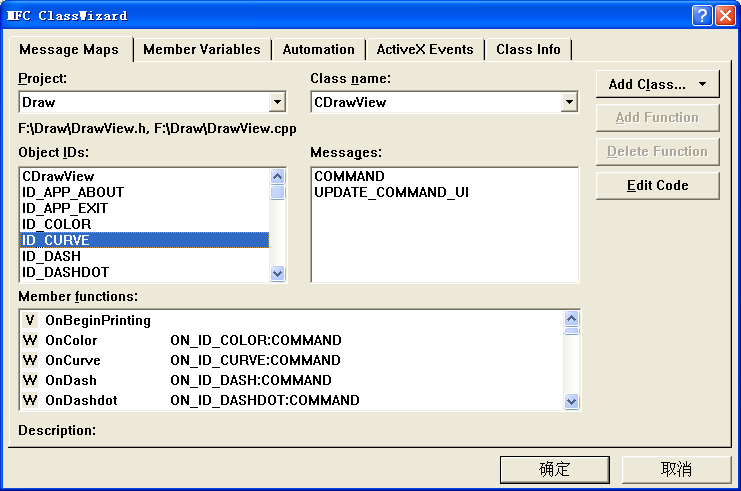 MFC ClassWizard
Message Maps Member Variables Automation ActiveX Events Class Info
Project: Class name:
Draw CDrawView Add Class...
F:\Draw\DrawView.h, F:\Draw\DrawView.cpp Add Function
Object IDs: Messages: Delete Function
CDrawView COMMAND Edit Code
ID_APP_ABOUT UPDATE_COMMAND_UI
ID_APP_EXIT
ID_COLOR
ID_CURVE
ID_DASH
ID_DASHDOT
Member functions:
V OnBeginPrinting
W OnColor ON_ID_COLOR:COMMAND
W OnCurve ON_ID_CURVE:COMMAND
W OnDash ON_ID_DASH:COMMAND
W OnDashdot ON_ID_DASHDOT:COMMAND
Description:
确定 取消